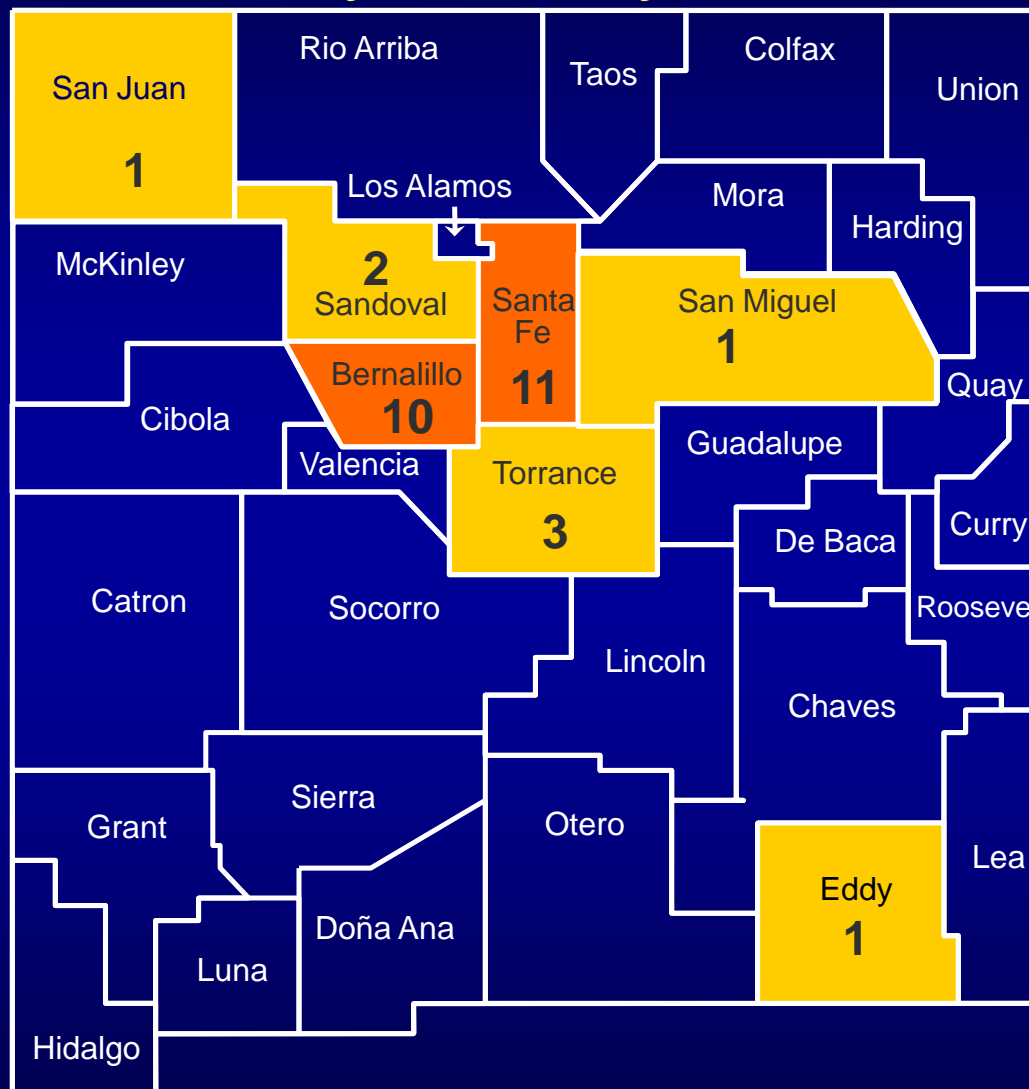 Rio Arriba
Taos
Colfax
San Juan
Union
1
Los Alamos
Mora
Harding
McKinley
2
Sandoval
Santa
Fe
San Miguel
1
Bernalillo
10
11
Quay
Cibola
Guadalupe
Valencia
Torrance
3
Curry
De Baca
Catron
Socorro
Rooseve
Lincoln
Chaves
Sierra
Grant
Otero
Lea
Eddy
1
Doña Ana
Luna
Hidalgo